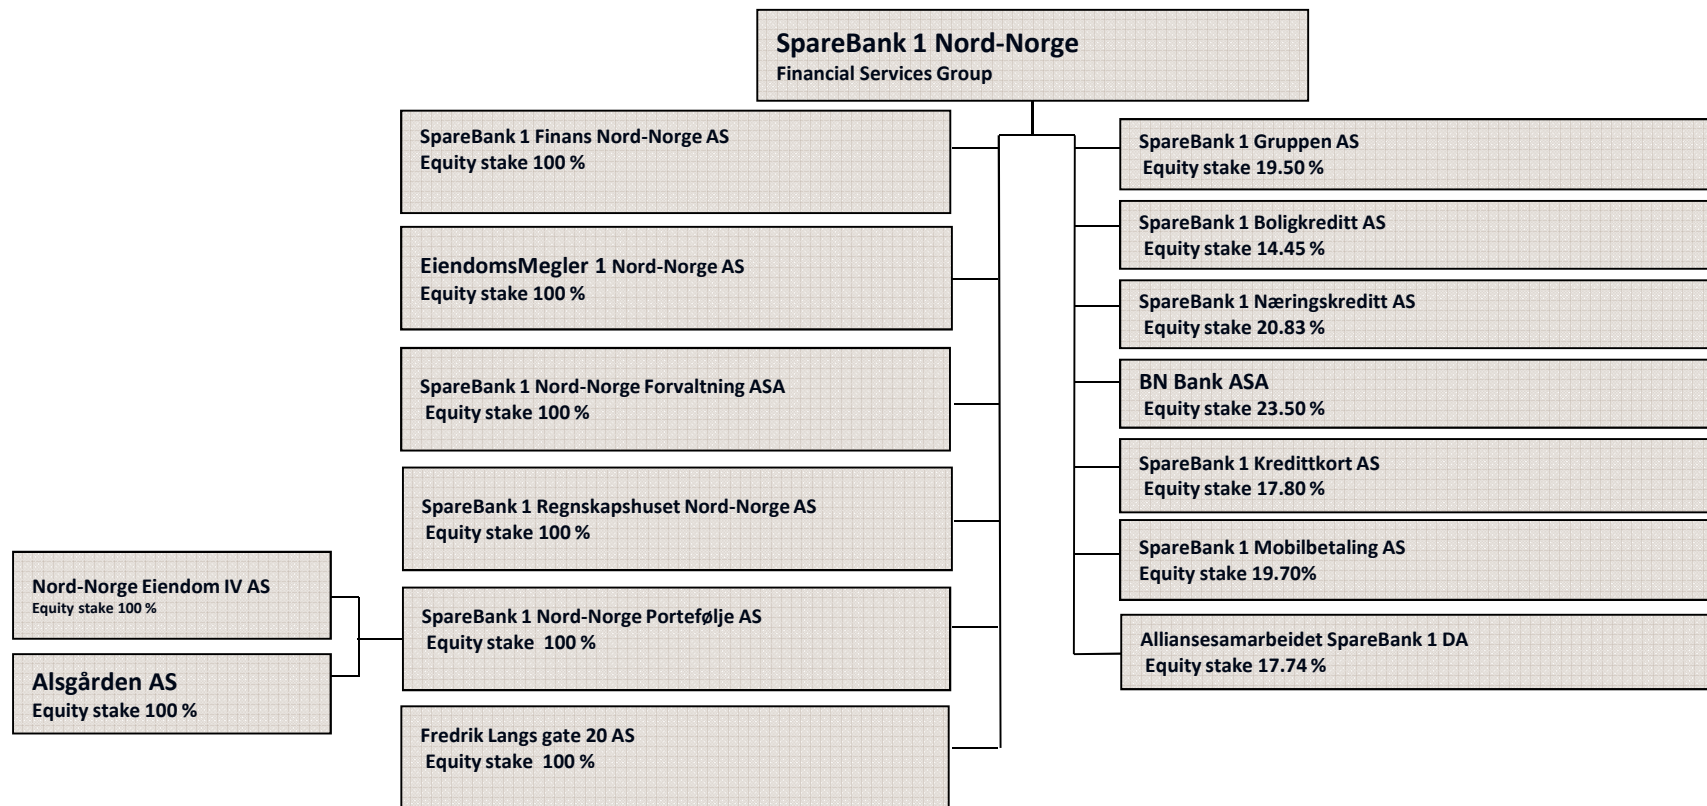 SpareBank 1 Nord-Norge
Financial Services Group
SpareBank 1 Finans Nord-Norge AS
Equity stake 100 %
EiendomsMegler 1 Nord-Norge AS
Equity stake 100 %
SpareBank 1 Nord-Norge Forvaltning ASA
Equity stake 100 %
SpareBank 1 Regnskapshuset Nord-Norge AS
Equity stake 100 %
SpareBank 1 Nord-Norge Portefølje AS
Equity stake 100 %
Fredrik Langs gate 20 AS
Equity stake 100 %
Nord-Norge Eiendom IV AS
Equity stake 100 %
Alsgården AS
Equity stake 100 %
SpareBank 1 Gruppen AS
Equity stake 19.50 %
SpareBank 1 Boligkreditt AS
Equity stake 14.45 %
SpareBank 1 Næringskreditt AS
Equity stake 20.83 %
BN Bank ASA
Equity stake 23.50 %
SpareBank 1 Kredittkort AS
Equity stake 17.80 %
SpareBank 1 Mobilbetaling AS
Equity stake 19.70%
Alliansesamarbeidet SpareBank 1 DA
Equity stake 17.74 %